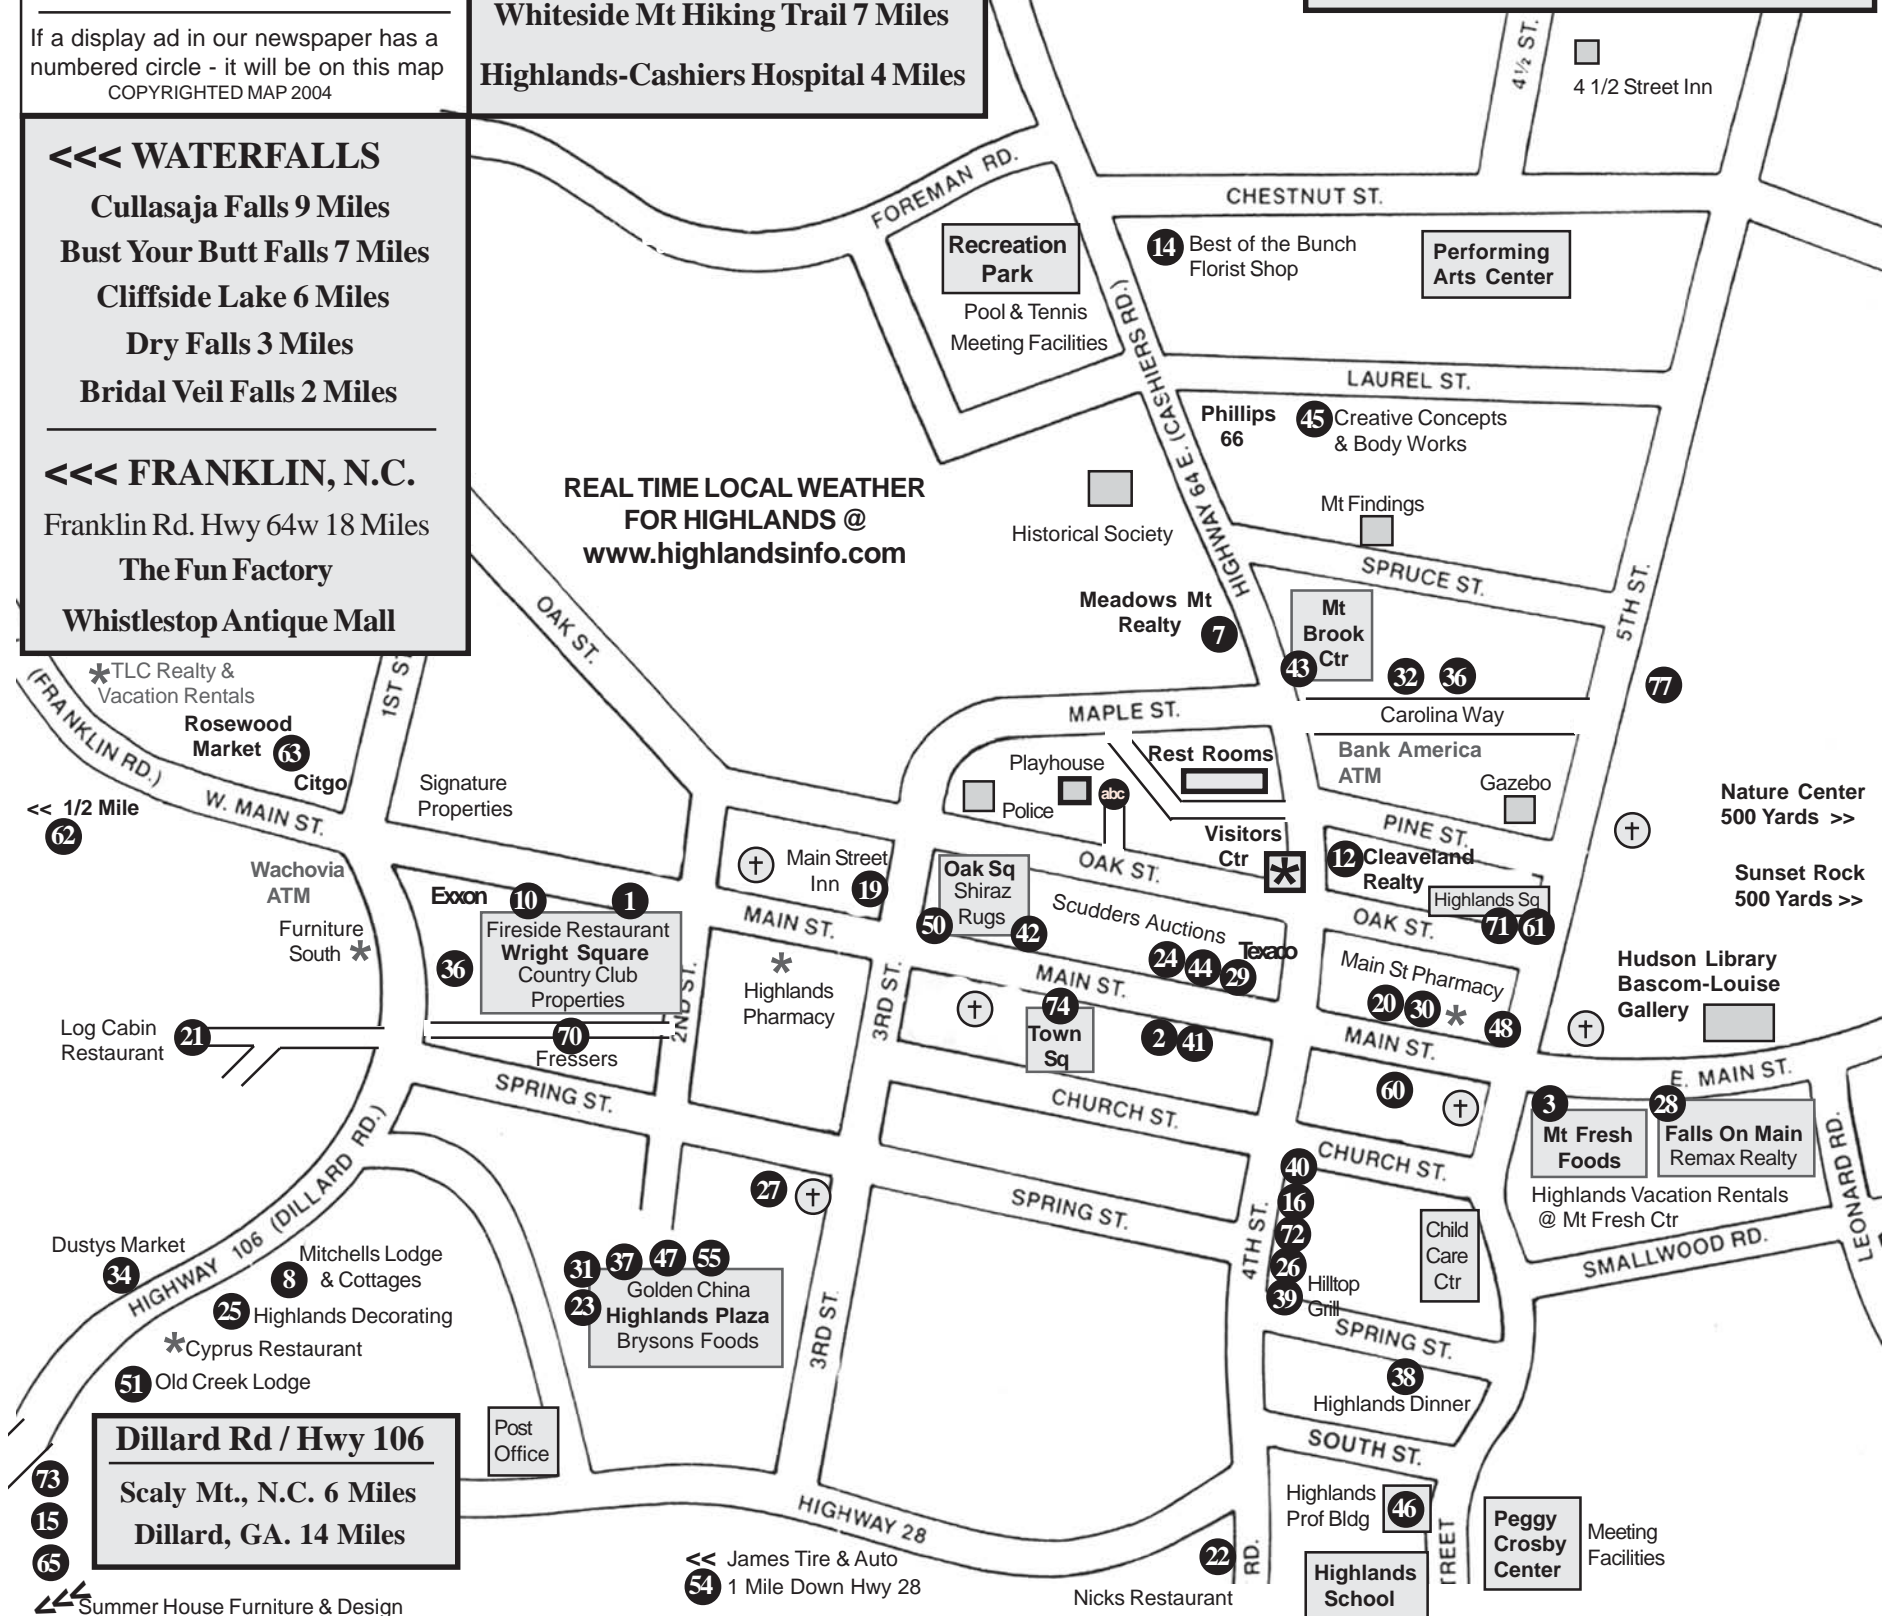 If a display ad in our newspaper has a
numbered circle - it will be on this map
COPYRIGHTED MAP 2004
Whiteside Mt Hiking Trail 7 Miles
Highlands-Cashiers Hospital 4 Miles
4½ ST.
4 1/2 Street Inn
<<< WATERFALLS
Cullasaja Falls 9 Miles
Bust Your Butt Falls 7 Miles
Cliffside Lake 6 Miles
Dry Falls 3 Miles
Bridal Veil Falls 2 Miles
<<< FRANKLIN, N.C.
Franklin Rd. Hwy 64w 18 Miles
The Fun Factory
Whistlestop Antique Mall
FOREMAN RD.
CHESTNUT ST.
Recreation
Park
Pool & Tennis
Meeting Facilities
14 Best of the Bunch
Florist Shop
Performing
Arts Center
HIGHWAY 64 E. (CASHIERS RD.)
LAUREL ST.
Phillips
66
45 Creative Concepts
& Body Works
REAL TIME LOCAL WEATHER
FOR HIGHLANDS @
www.highlandsinfo.com
Historical Society
Mt Findings
SPRUCE ST.
5TH ST.
OAK ST.
Meadows Mt
Realty 7
Mt
Brook
Ctr
43
32
36
77
Carolina Way
TLC Realty &
Vacation Rentals
1ST ST
Rosewood
Market 63
Citgo
(FRANKLIN RD.)
W. MAIN ST.
<< 1/2 Mile
62
Signature
Properties
MAPLE ST.
Playhouse
abc
Police
Rest Rooms
Bank America
ATM
Gazebo
PINE ST.
Nature Center
500 Yards >>
Sunset Rock
500 Yards >>
Visitors
Ctr
12 Cleaveland
Realty
Highlands Sq
71
61
OAK ST.
OAK ST.
Wachovia
ATM
Furniture
South
Exxon
10
1
Fireside Restaurant
Wright Square
Country Club
Properties
36
Main Street
Inn 19
MAIN ST.
Oak Sq
Shiraz
Rugs
50
42
Scudders Auctions
24
44
29
Texaco
MAIN ST.
Main St Pharmacy
20
30
48
MAIN ST.
Hudson Library
Bascom-Louise
Gallery
Log Cabin
Restaurant
21
70
Fressers
2ND ST.
Highlands
Pharmacy
3RD ST.
74
Town
Sq
2
41
SPRING ST.
CHURCH ST.
60
E. MAIN ST.
3
Mt Fresh
Foods
28
Falls On Main
Remax Realty
Highlands Vacation Rentals
@ Mt Fresh Ctr
LEONARD RD.
SMALLWOOD RD.
HIGHWAY 106 (DILLARD RD.)
27
SPRING ST.
4TH ST.
CHURCH ST.
40
16
72
26
39
Hilltop
Grill
Child
Care
Ctr
Dustys Market
34
8
Mitchells Lodge
& Cottages
25 Highlands Decorating
Cyprus Restaurant
51 Old Creek Lodge
31
37
47
55
23
Golden China
Highlands Plaza
Brysons Foods
3RD ST.
SPRING ST.
38
Highlands Dinner
SOUTH ST.
Post
Office
Dillard Rd / Hwy 106
Scaly Mt., N.C. 6 Miles
Dillard, GA. 14 Miles
73
15
65
Summer House Furniture & Design
HIGHWAY 28
<< James Tire & Auto
54 1 Mile Down Hwy 28
22
Nicks Restaurant
RD.
Highlands
Prof Bldg
46
Highlands
School
TREET
Peggy
Crosby
Center
Meeting
Facilities